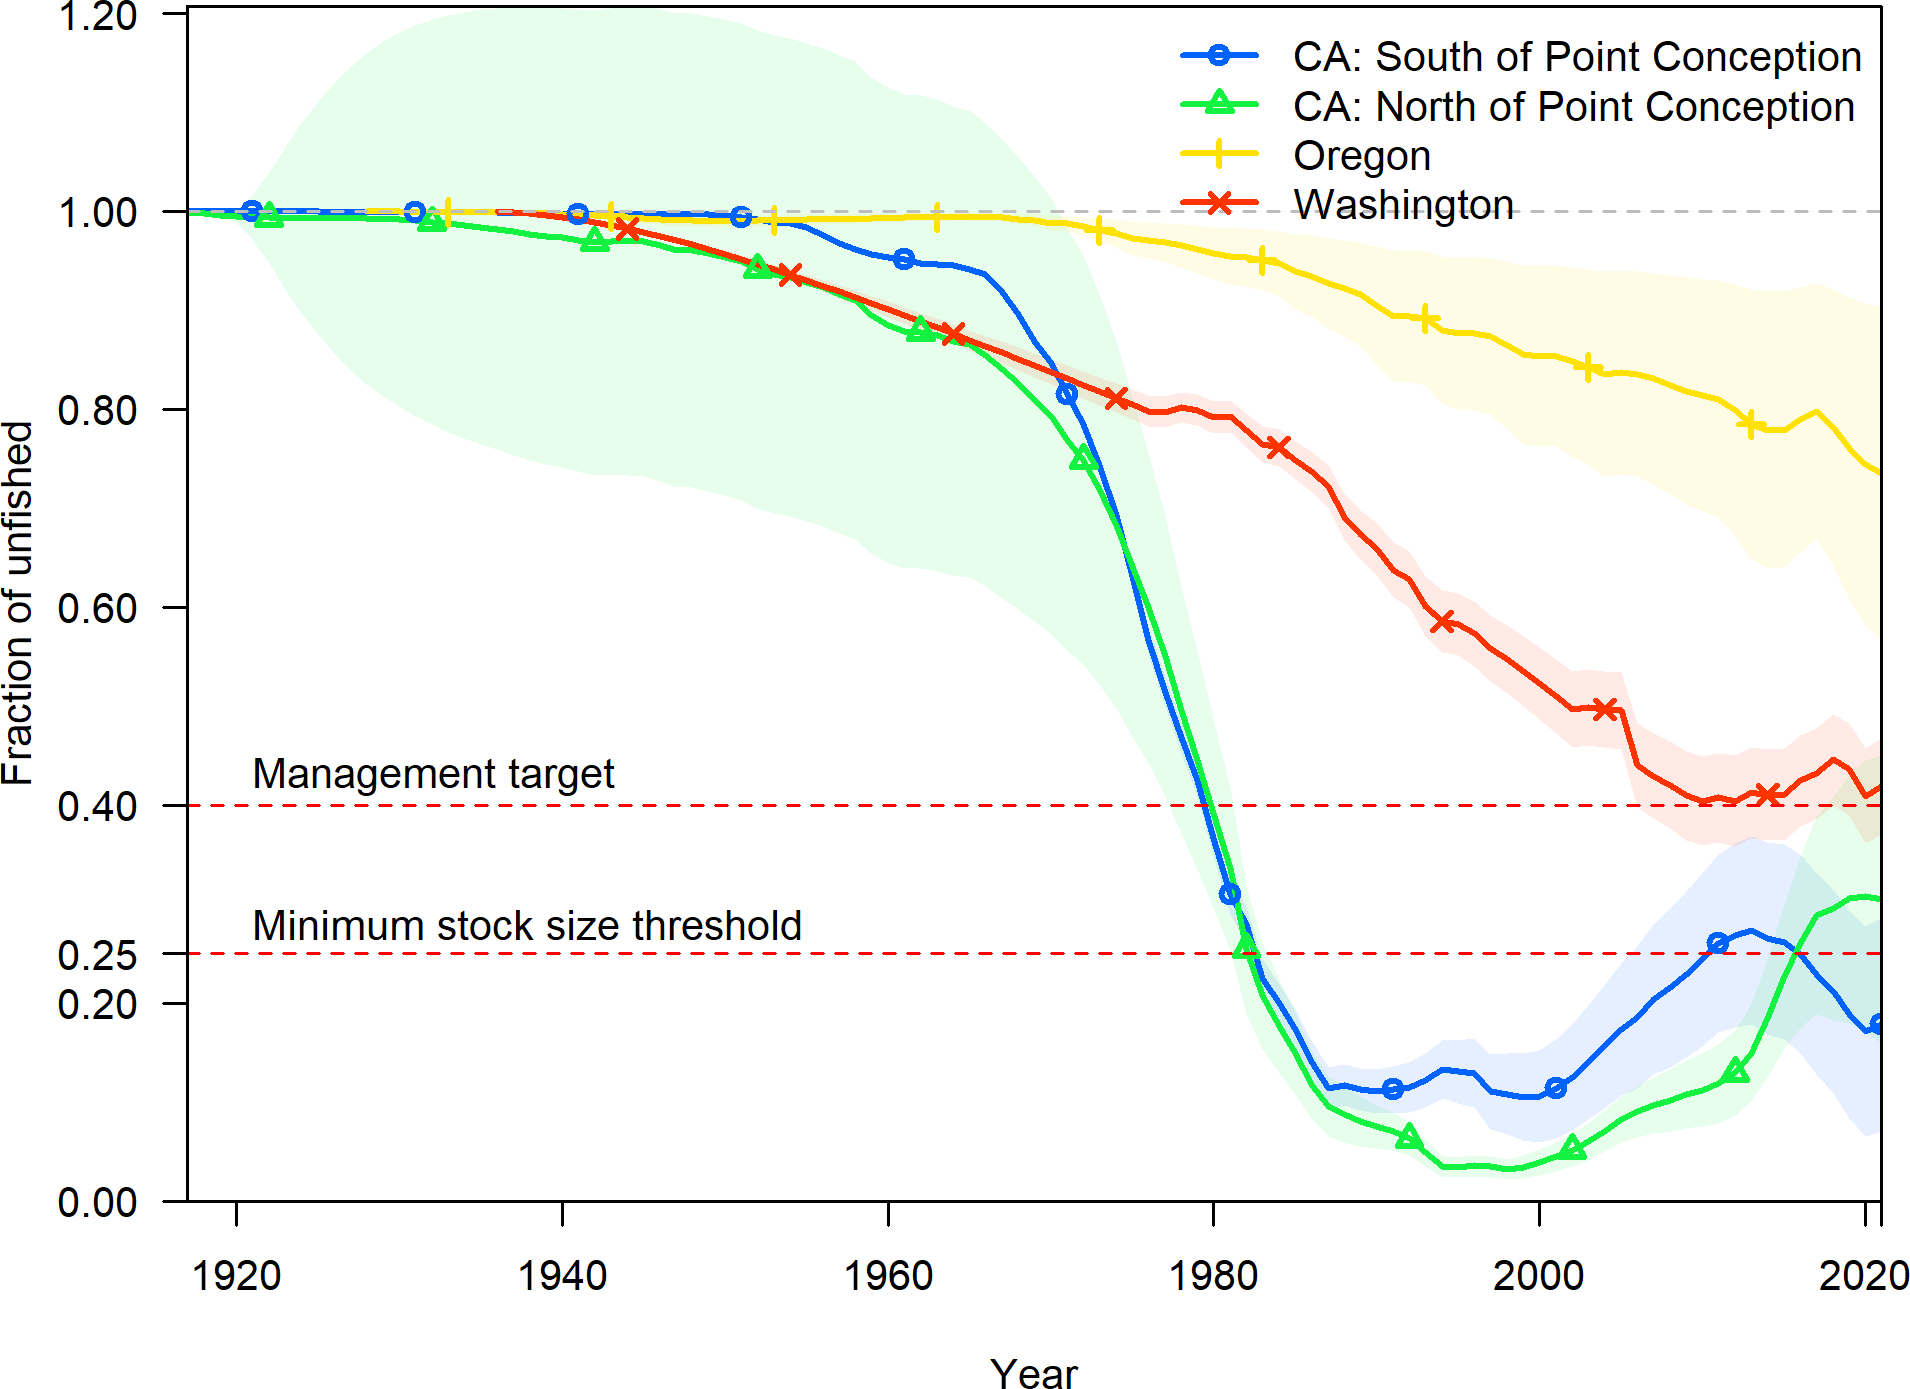 1.20
1.00
0.80
0.60
0.40
0.25
0.20
0.00
Fraction of unfished
CA: South of Point Conception
CA: North of Point Conception
Oregon
Washington
Management target
Minimum stock size threshold
1920
1940
1960
1980
2000
2020
Year